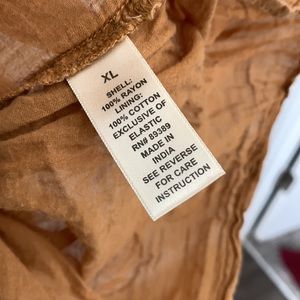 XL
SHELL:
100% RAYON
LINING:
100% COTTON
EXCLUSIVE OF
ELASTIC
RN# 89389
MADE IN
INDIA
SEE REVERSE
FOR CARE
INSTRUCTION